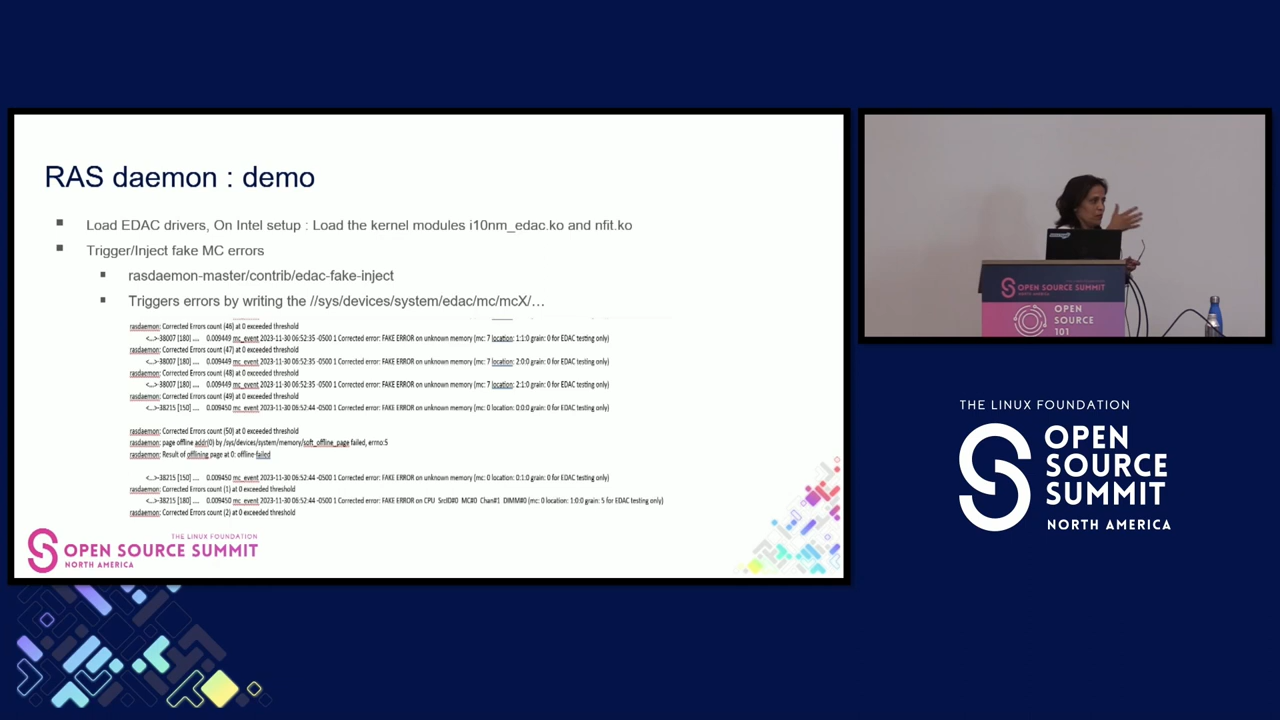 RAS daemon : demo
Load EDAC drivers, On Intel setup : Load the kernel modules i10nm_edac.ko and nfit.ko
Trigger/Inject fake MC errors
rasdaemon-master/contrib/edac-fake-inject
Triggers errors by writing the //sys/devices/system/edac/mc/mcX/…
rasdaemon: Corrected Errors count (46) at 0 exceeded threshold
<...>-38007 [180] .... 0.009449 mc_event 2023-11-30 06:52:35 -0500 1 Corrected error: FAKE ERROR on unknown memory (mc: 7 location: 1:1:0 grain: 0 for EDAC testing only)
rasdaemon: Corrected Errors count (47) at 0 exceeded threshold
<...>-38007 [180] .... 0.009449 mc_event 2023-11-30 06:52:35 -0500 1 Corrected error: FAKE ERROR on unknown memory (mc: 7 location: 2:0:0 grain: 0 for EDAC testing only)
rasdaemon: Corrected Errors count (48) at 0 exceeded threshold
<...>-38007 [180] .... 0.009449 mc_event 2023-11-30 06:52:35 -0500 1 Corrected error: FAKE ERROR on unknown memory (mc: 7 location: 2:1:0 grain: 0 for EDAC testing only)
rasdaemon: Corrected Errors count (49) at 0 exceeded threshold
<...>-38215 [150] .... 0.009450 mc_event 2023-11-30 06:52:44 -0500 1 Corrected error: FAKE ERROR on unknown memory (mc: 0 location: 0:0:0 grain: 0 for EDAC testing only)
rasdaemon: Corrected Errors count (50) at 0 exceeded threshold
rasdaemon: page offline addr(0) by /sys/devices/system/memory/soft_offline_page failed, errno:5
rasdaemon: Result of offlining page at 0: offline-failed
<...>-38215 [150] .... 0.009450 mc_event 2023-11-30 06:52:44 -0500 1 Corrected error: FAKE ERROR on unknown memory (mc: 0 location: 0:1:0 grain: 0 for EDAC testing only)
rasdaemon: Corrected Errors count (1) at 0 exceeded threshold
<...>-38215 [180] .... 0.009450 mc_event 2023-11-30 06:52:44 -0500 1 Corrected error: FAKE ERROR on CPU_SrcID#0_MC#0_Chan#1_DIMM#0 (mc: 0 location: 1:0:0 grain: 5 for EDAC testing only)
rasdaemon: Corrected Errors count (2) at 0 exceeded threshold
THE LINUX FOUNDATION
OPEN SOURCE SUMMIT
NORTH AMERICA
OPEN SOURCE SUMMIT
OPEN
SOURCE
101
THE LINUX FOUNDATION
OPEN
SOURCE
SUMMIT
NORTH AMERICA